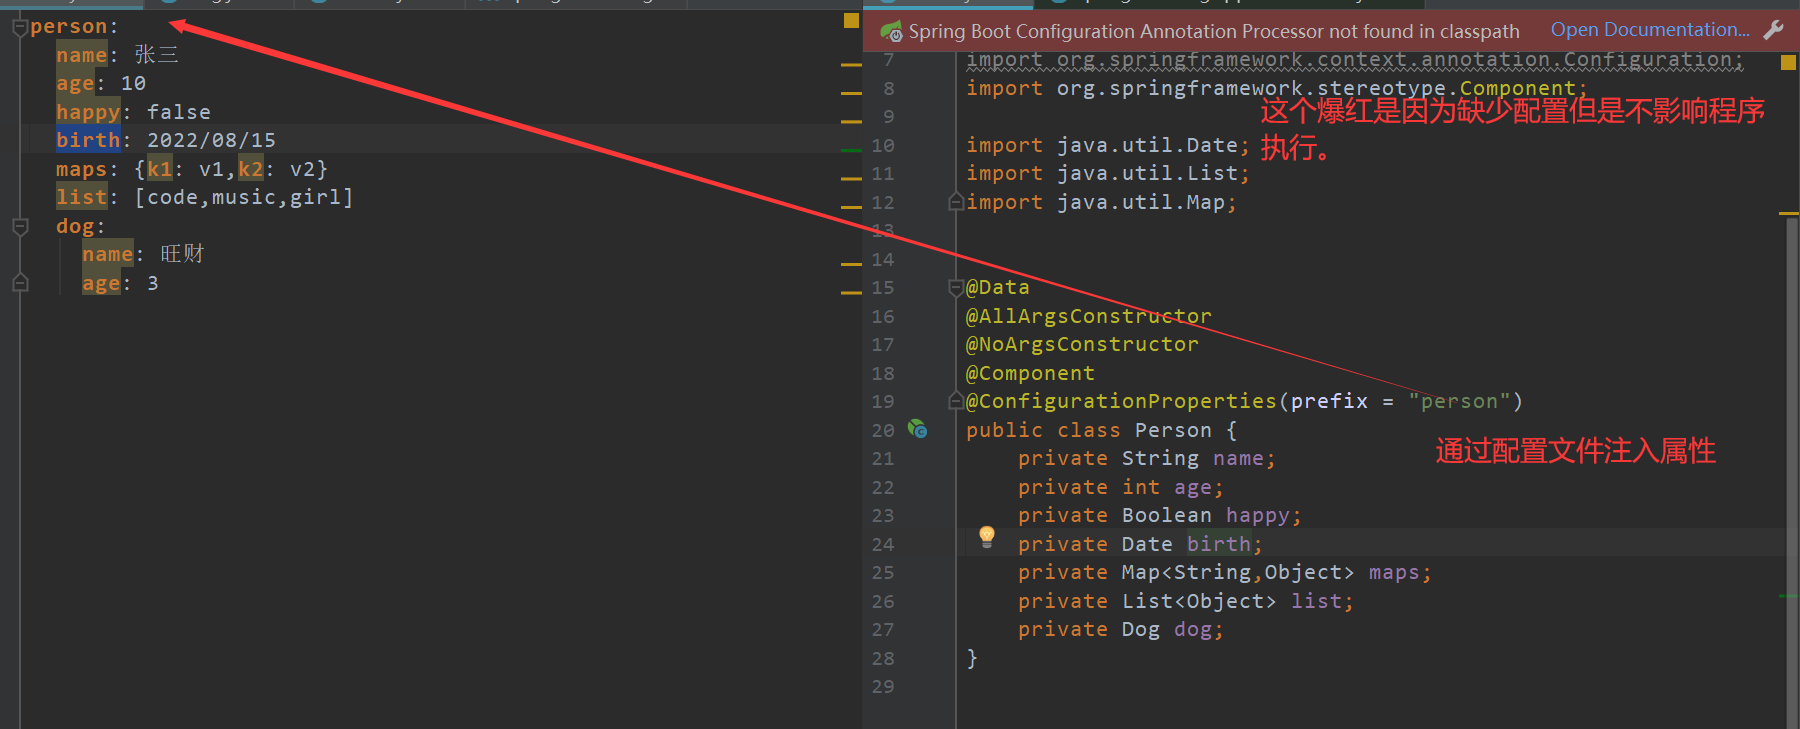 person:
name: 张三
age: 10
happy: false
birth: 2022/08/15
maps: {k1: v1,k2: v2}
list: [code,music,girl]
dog:
name: 旺财
age: 3
Spring Boot Configuration Annotation Processor not found in classpath Open Documentation...
7 import org.springframework.context.annotation.Configuration;
8 import org.springframework.stereotype.Component;
9
这个爆红是因为缺少配置但是不影响程序
执行。
10 import java.util.Date;
11 import java.util.List;
12 import java.util.Map;
13
14
15 @Data
16 @AllArgsConstructor
17 @NoArgsConstructor
18 @Component
19 @ConfigurationProperties(prefix = "person")
20 public class Person {
通过配置文件注入属性
21 private String name;
22 private int age;
23 private Boolean happy;
24 private Date birth;
25 private Map<String,Object> maps;
26 private List<Object> list;
27 private Dog dog;
28 }
29